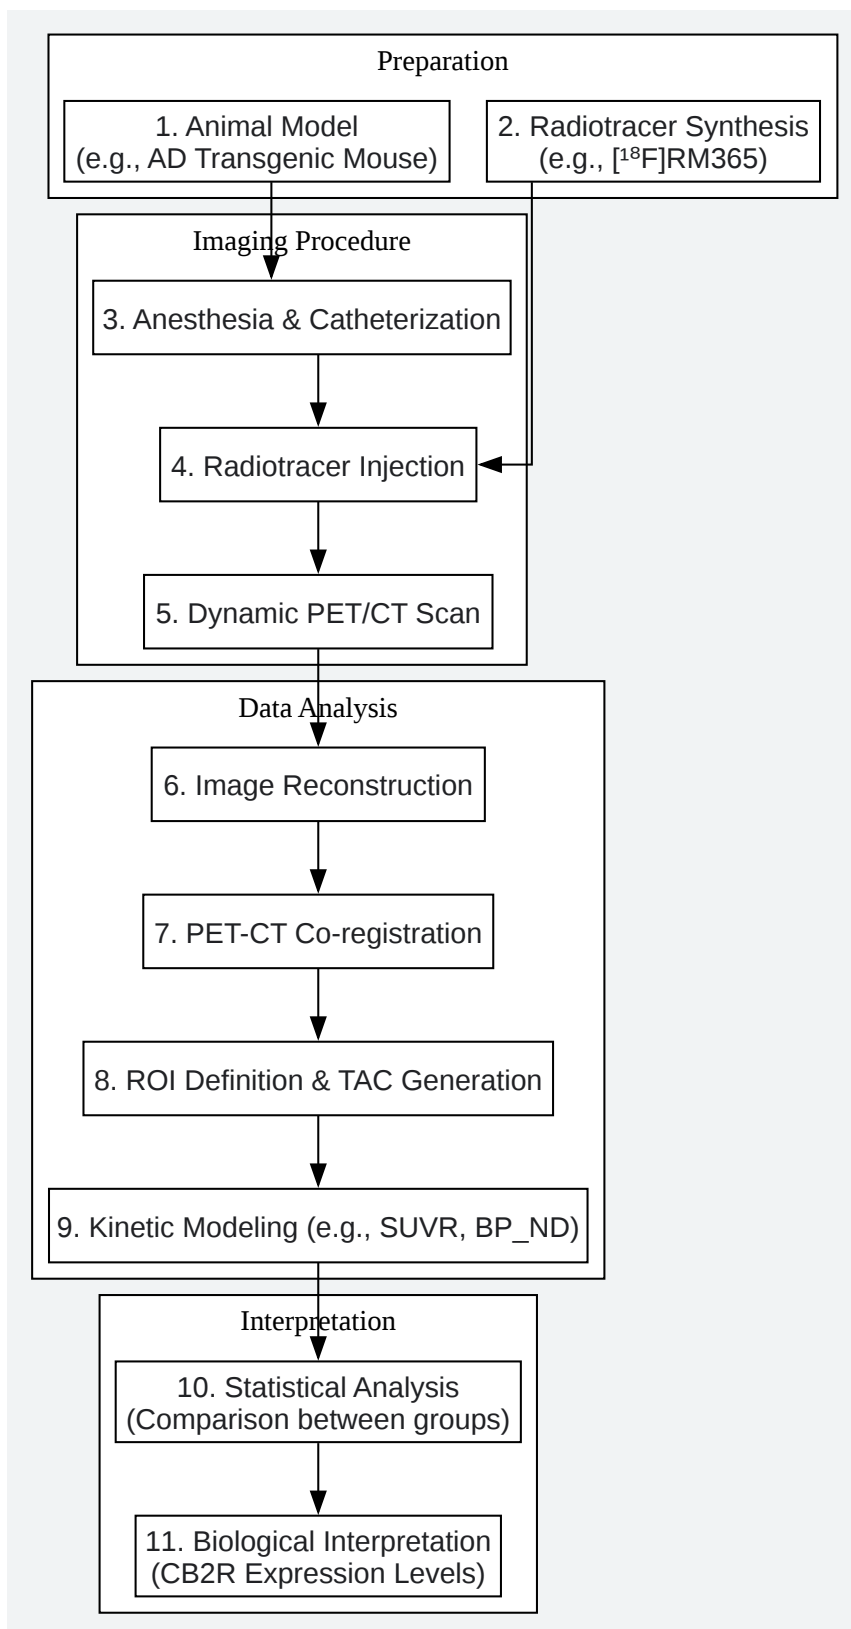 Preparation
1. Animal Model
(e.g., AD Transgenic Mouse)
2. Radiotracer Synthesis
(e.g., [¹⁸F]RM365)
Imaging Procedure
3. Anesthesia & Catheterization
4. Radiotracer Injection
5. Dynamic PET/CT Scan
Data Analysis
6. Image Reconstruction
7. PET-CT Co-registration
8. ROI Definition & TAC Generation
9. Kinetic Modeling (e.g., SUVR, BP_ND)
Interpretation
10. Statistical Analysis
(Comparison between groups)
11. Biological Interpretation
(CB2R Expression Levels)